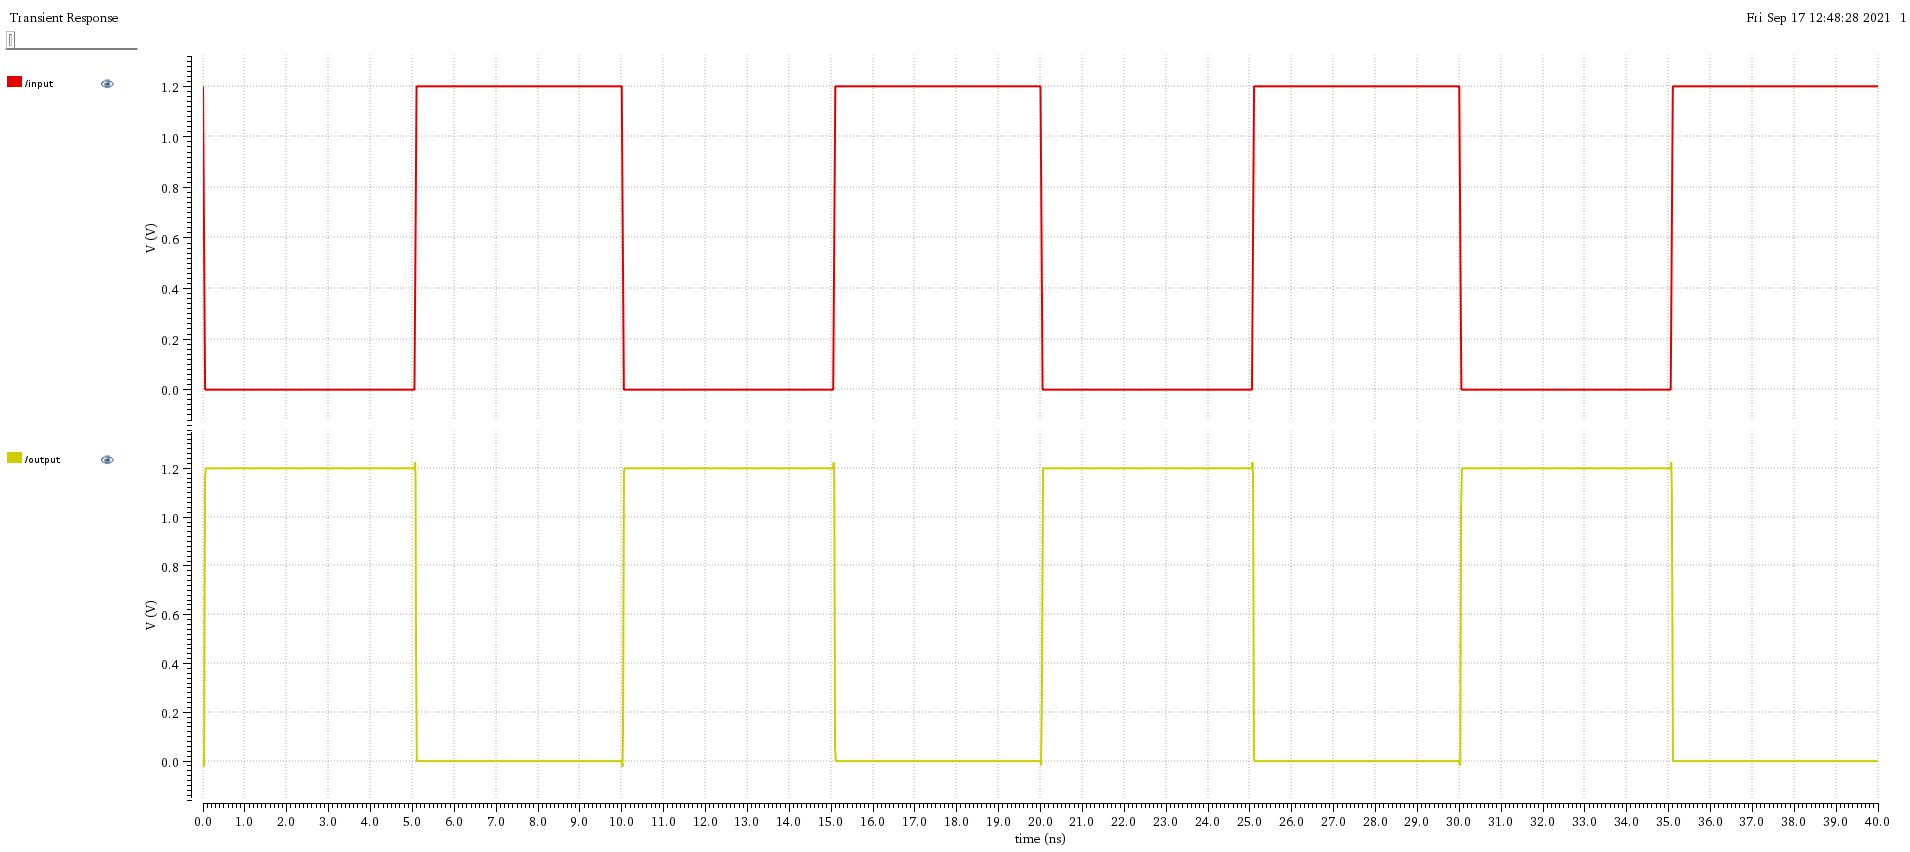 Transient Response
Fri Sep 17 12:48:28 2021 1
/input
1.2
1.0
0.8
0.6
0.4
0.2
0.0
V (V)
/output
1.2
1.0
0.8
0.6
0.4
0.2
0.0
V (V)
0.0 1.0 2.0 3.0 4.0 5.0 6.0 7.0 8.0 9.0 10.0 11.0 12.0 13.0 14.0 15.0 16.0 17.0 18.0 19.0 20.0 21.0 22.0 23.0 24.0 25.0 26.0 27.0 28.0 29.0 30.0 31.0 32.0 33.0 34.0 35.0 36.0 37.0 38.0 39.0 40.0
time (ns)